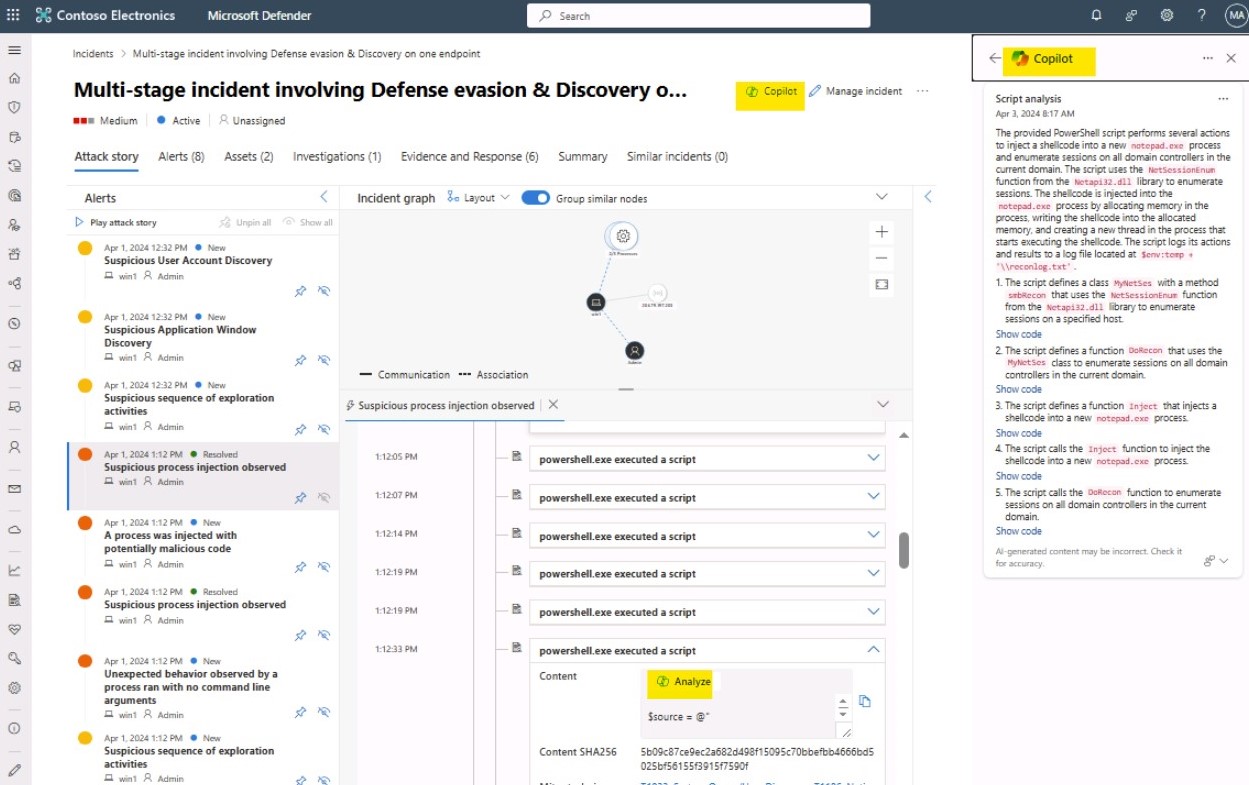 Contoso Electronics
Microsoft Defender
Search
MA
Incidents > Multi-stage incident involving Defense evasion & Discovery on one endpoint
Multi-stage incident involving Defense evasion & Discovery o...
Copilot
Manage incident
Medium
Active
Unassigned
Attack story
Alerts (8)
Assets (2)
Investigations (1)
Evidence and Response (6)
Summary
Similar incidents (0)
Alerts
Play attack story
Unpin all
Show all
Apr 1, 2024 12:32 PM New
Suspicious User Account Discovery
win1 Admin
Apr 1, 2024 12:32 PM New
Suspicious Application Window
Discovery
win1 Admin
Apr 1, 2024 12:32 PM New
Suspicious sequence of exploration
activities
win1 Admin
Apr 1, 2024 1:12 PM Resolved
Suspicious process injection observed
win1 Admin
Apr 1, 2024 1:12 PM New
A process was injected with
potentially malicious code
win1 Admin
Apr 1, 2024 1:12 PM Resolved
Suspicious process injection observed
win1 Admin
Apr 1, 2024 1:12 PM New
Unexpected behavior observed by a
process ran with no command line
arguments
win1 Admin
Apr 1, 2024 1:12 PM New
Suspicious sequence of exploration
activities
win1 Admin
Incident graph
Layout
Group similar nodes
win1
Admin
Communication
Association
Suspicious process injection observed
1:12:05 PM
powershell.exe executed a script
1:12:07 PM
powershell.exe executed a script
1:12:14 PM
powershell.exe executed a script
1:12:19 PM
powershell.exe executed a script
1:12:19 PM
powershell.exe executed a script
1:12:33 PM
powershell.exe executed a script
Content
Analyze
$source = @"
Content SHA256
5b09c87ce9ec2a682d498f15095c70bbefbb4666bd5
025bf56155f3915f7590f
Copilot
Script analysis
Apr 3, 2024 8:17 AM
The provided PowerShell script performs several actions
to inject a shellcode into a new notepad.exe process
and enumerate sessions on all domain controllers in the
current domain. The script uses the NetSessionEnum
function from the Netapi32.dll library to enumerate
sessions. The shellcode is injected into the
notepad.exe process by allocating memory in the
process, writing the shellcode into the allocated
memory, and creating a new thread in the process that
starts executing the shellcode. The script logs its actions
and results to a log file located at $env:temp +
'\\reconlog.txt' .
1. The script defines a class MyNetSes with a method
smbRecon that uses the NetSessionEnum function
from the Netapi32.dll library to enumerate
sessions on a specified host.
Show code
2. The script defines a function DoRecon that uses the
MyNetSes class to enumerate sessions on all domain
controllers in the current domain.
Show code
3. The script defines a function Inject that injects a
shellcode into a new notepad.exe process.
Show code
4. The script calls the Inject function to inject the
shellcode into a new notepad.exe process.
Show code
5. The script calls the DoRecon function to enumerate
sessions on all domain controllers in the current
domain.
Show code
AI-generated content may be incorrect. Check it
for accuracy.